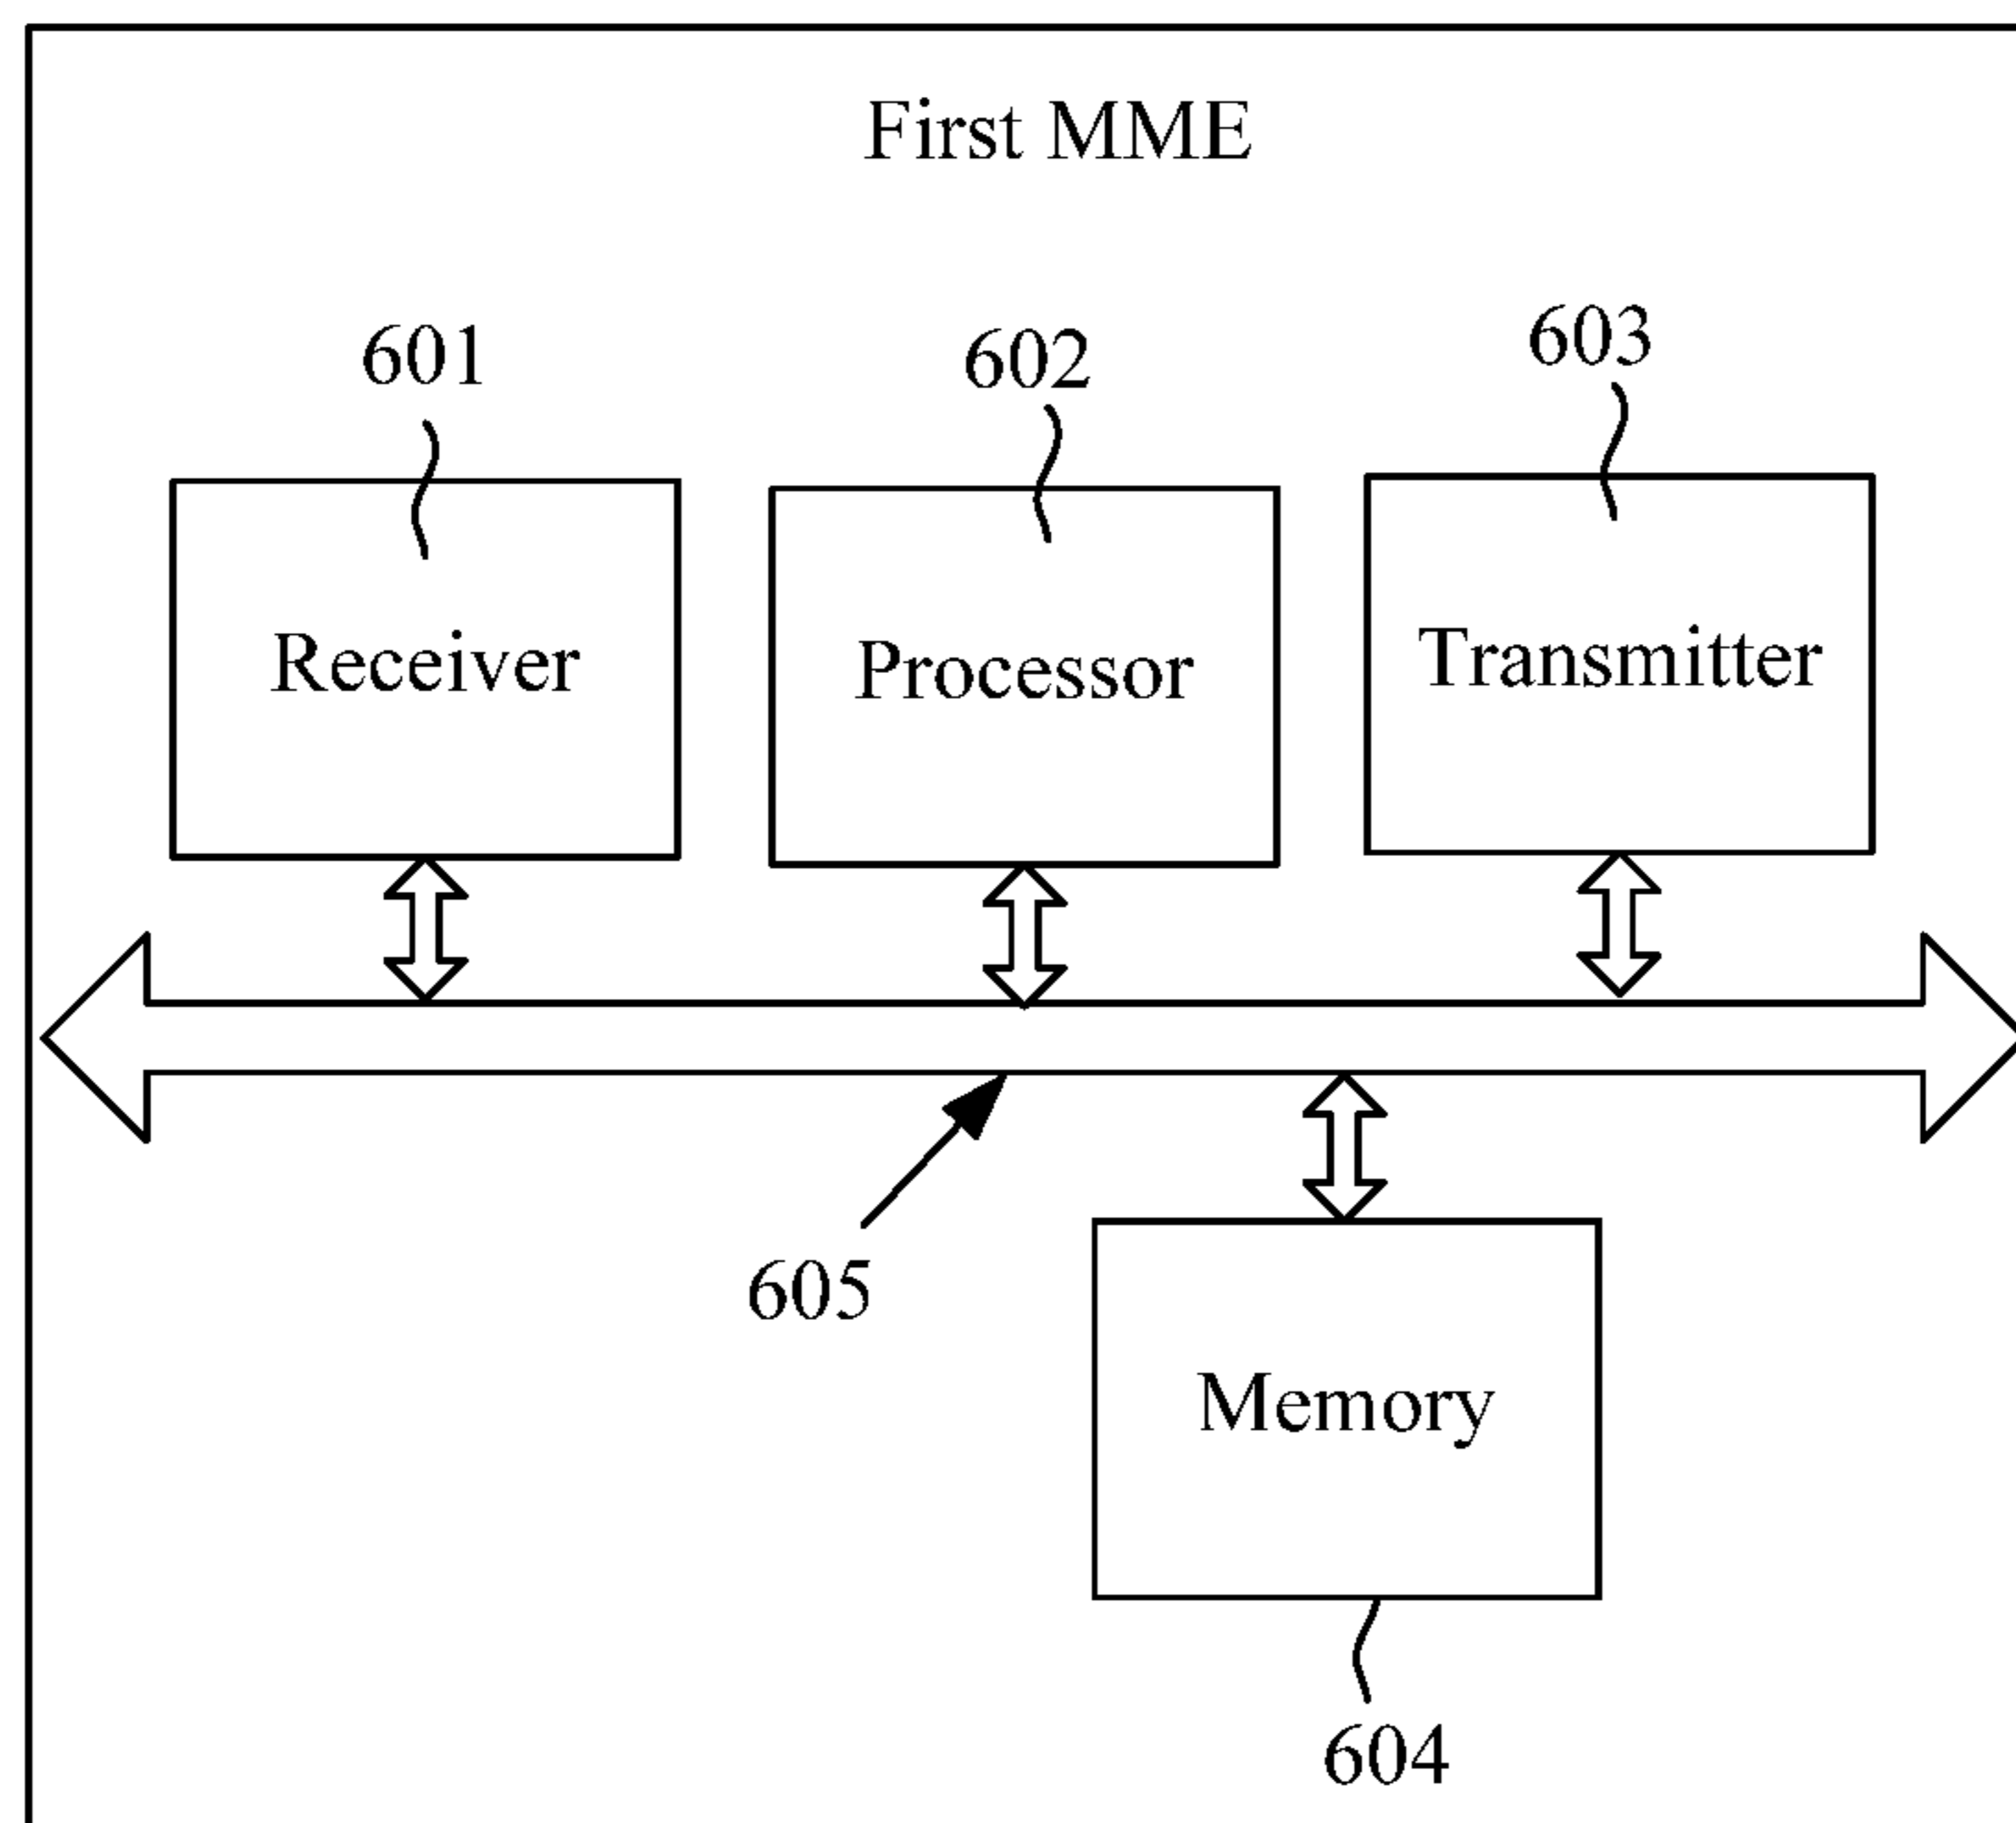 First MME
601
602
603
Receiver
Processor
Transmitter
605
Memory
604